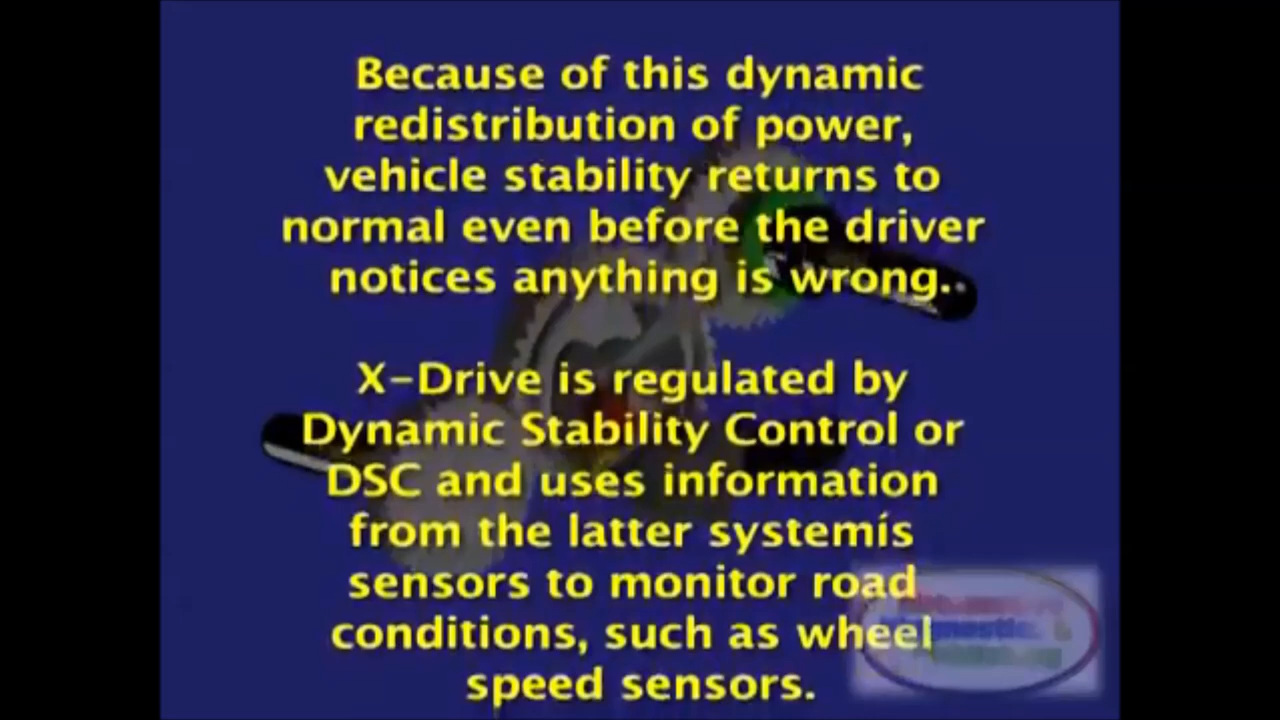 Because of this dynamic
redistribution of power,
vehicle stability returns to
normal even before the driver
notices anything is wrong.
X-Drive is regulated by
Dynamic Stability Control or
DSC and uses information
from the latter systemís
sensors to monitor road
conditions, such as wheel
speed sensors.